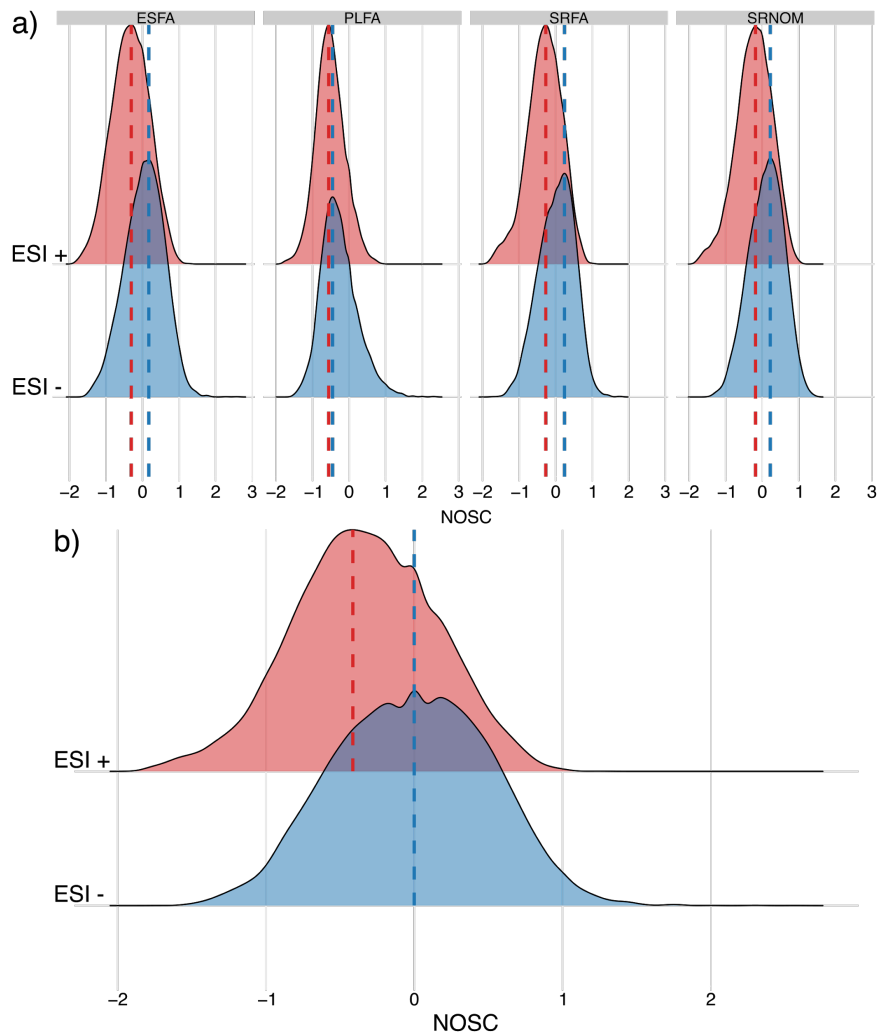 a)
ESFA PLFA SRFA SRNOM
ESI +
ESI -
−2 −1 0 1 2 3 −2 −1 0 1 2 3 −2 −1 0 1 2 3 −2 −1 0 1 2 3
NOSC
b)
ESI +
ESI -
−2 −1 0 1 2
NOSC